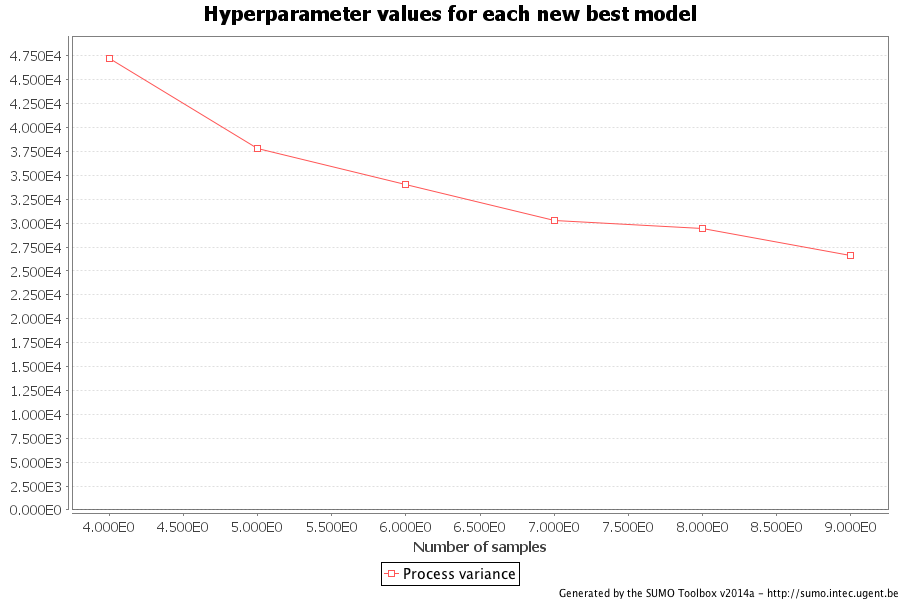 Hyperparameter values for each new best model
4.750E4
4.500E4
4.250E4
4.000E4
3.750E4
3.500E4
3.250E4
3.000E4
2.750E4
2.500E4
2.250E4
2.000E4
1.750E4
1.500E4
1.250E4
1.000E4
7.500E3
5.000E3
2.500E3
0.000E0
4.000E0 4.500E0 5.000E0 5.500E0 6.000E0 6.500E0 7.000E0 7.500E0 8.000E0 8.500E0 9.000E0
Number of samples
Process variance
Generated by the SUMO Toolbox v2014a - http://sumo.intec.ugent.be